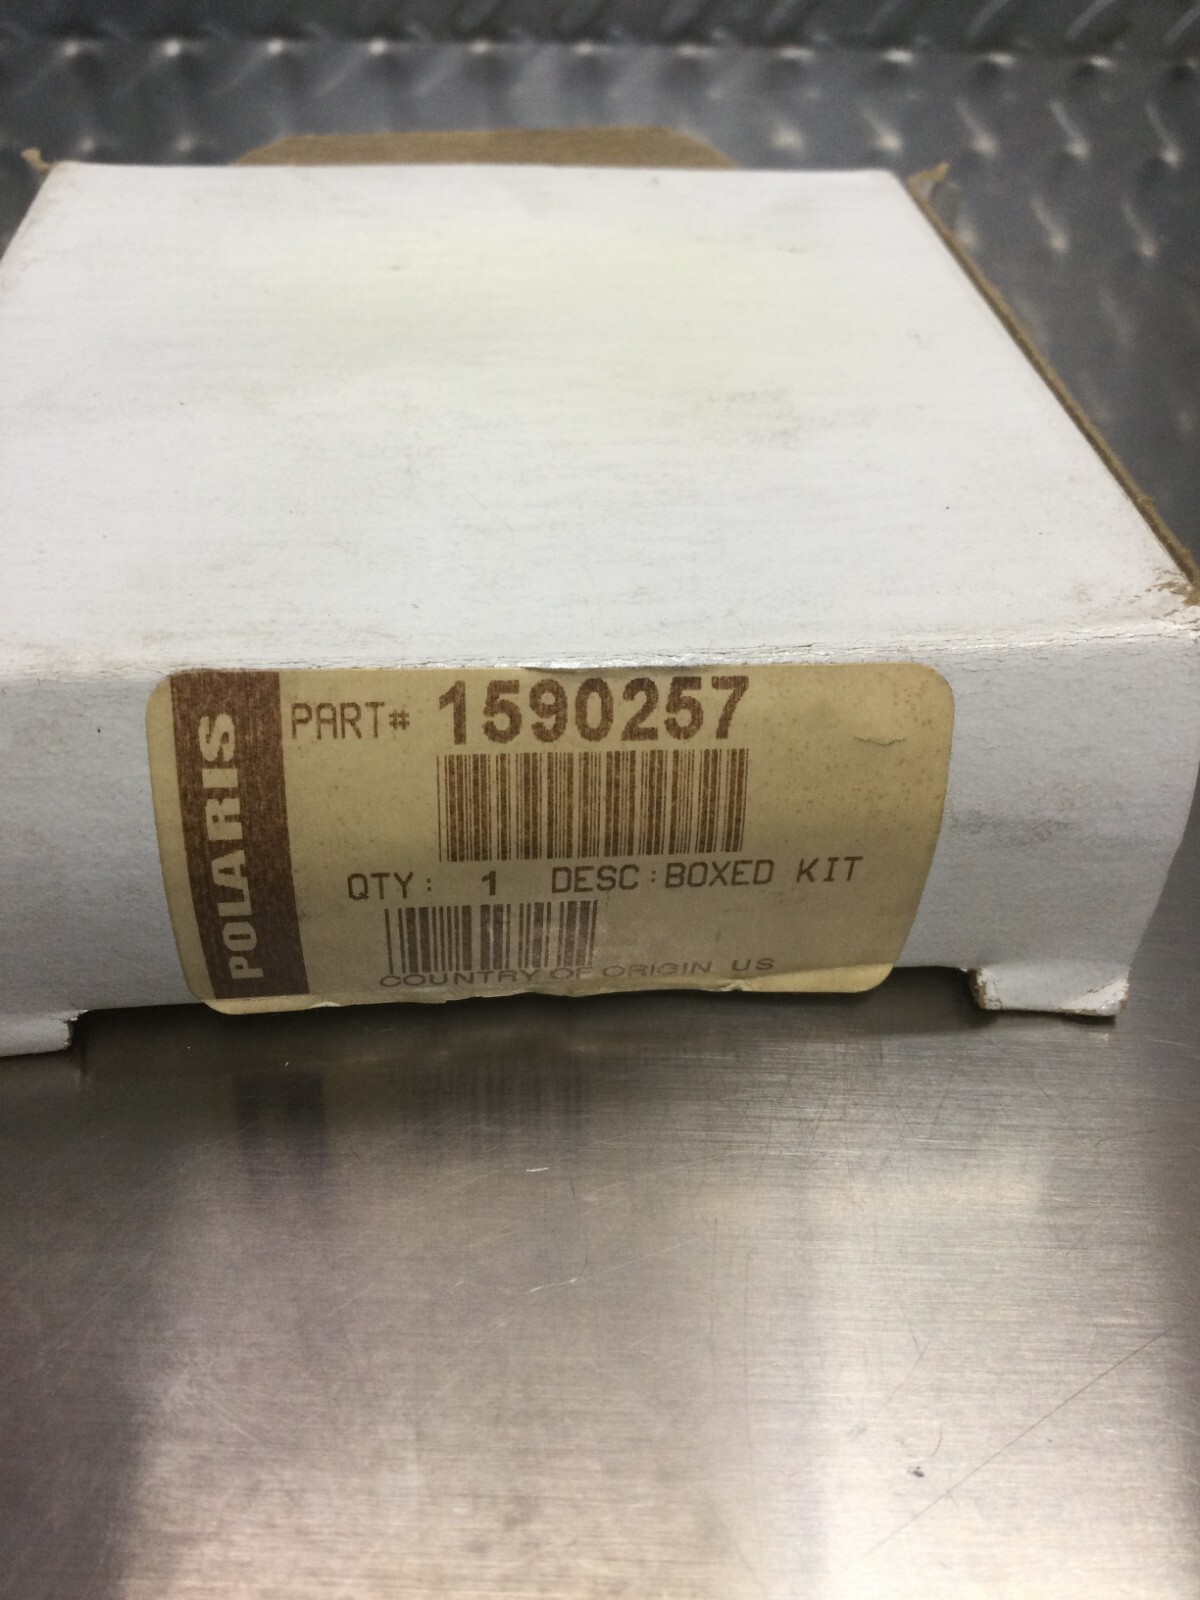 POLARIS
PART# 1590257
QTY: 1 DESC:BOXED KIT
COUNTRY OF ORIGIN US